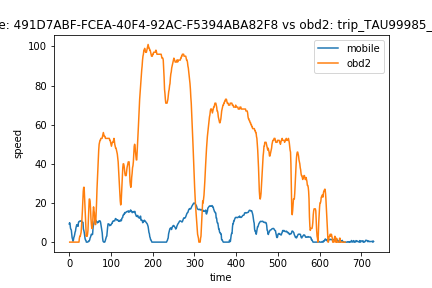 e: 491D7ABF-FCEA-40F4-92AC-F5394ABA82F8 vs obd2: trip_TAU99985_
mobile
obd2
100
80
60
40
20
0
speed
0 100 200 300 400 500 600 700
time